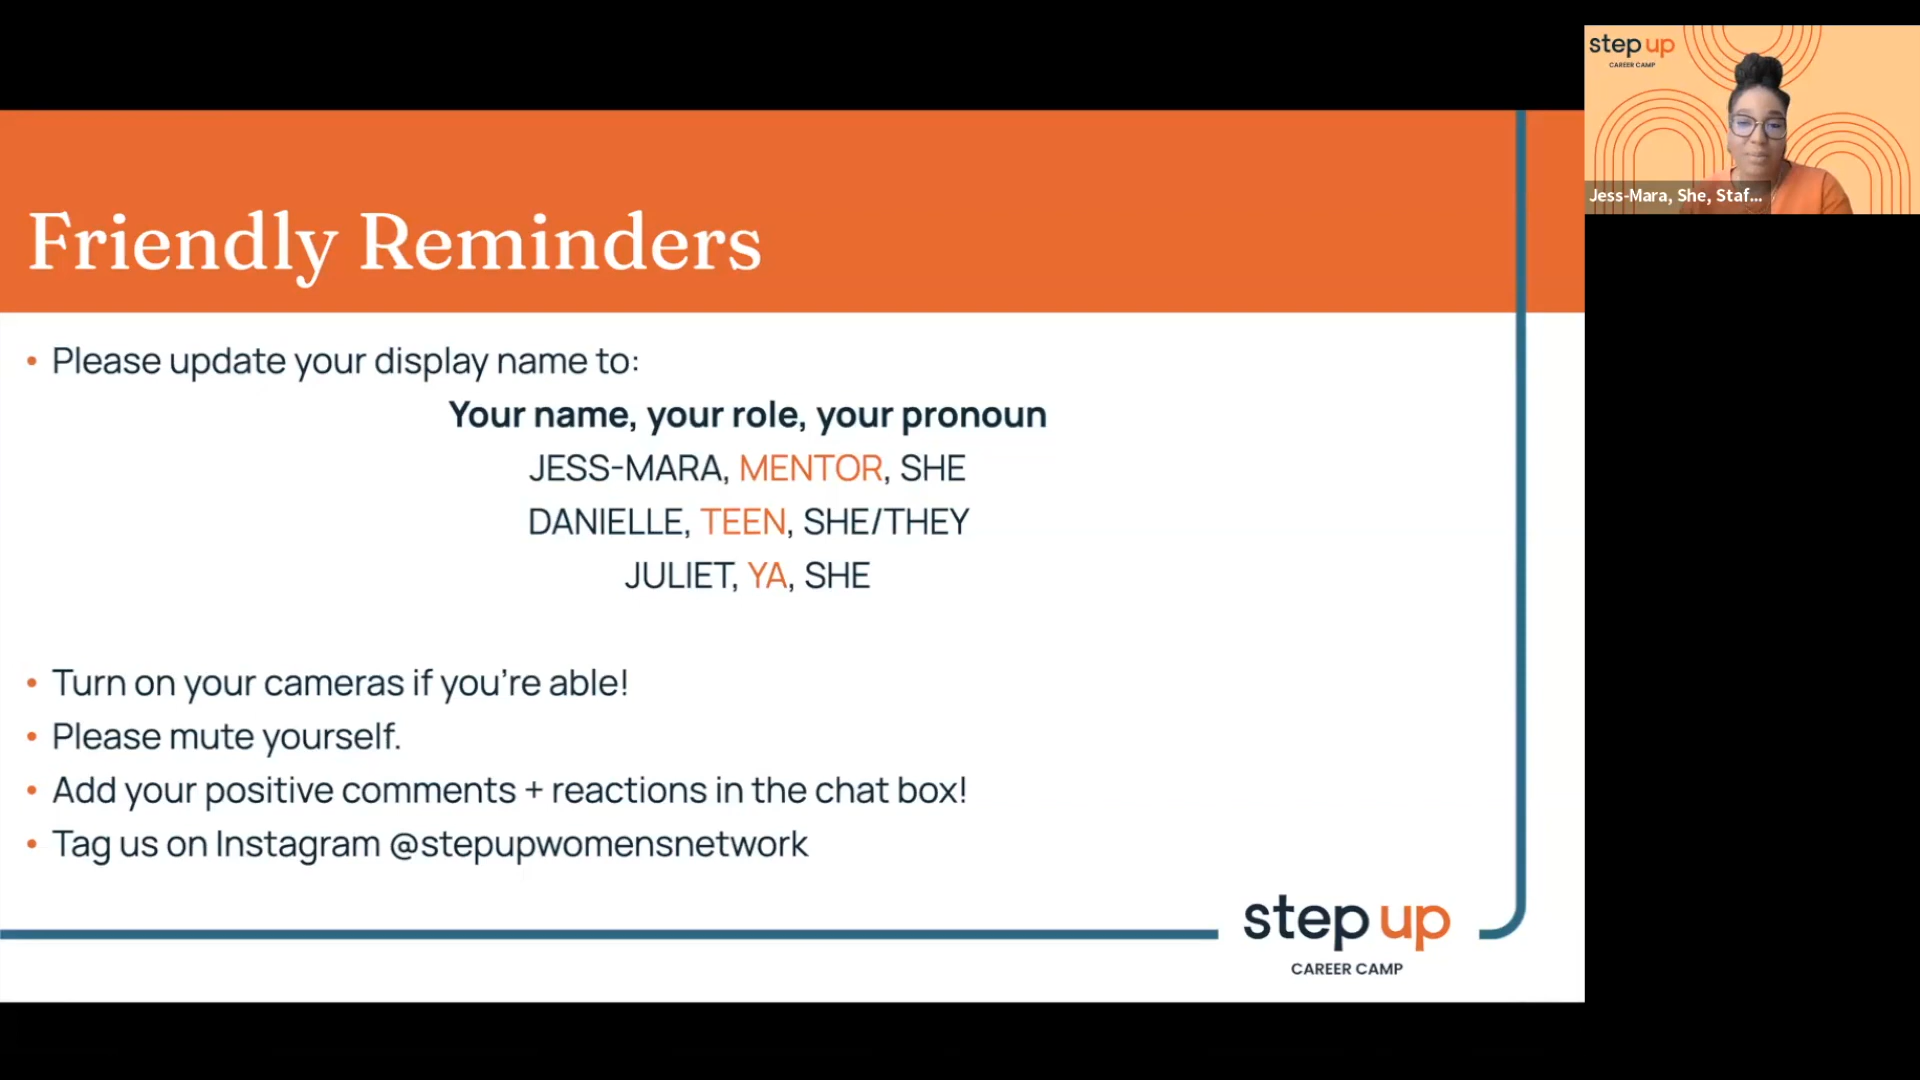 Friendly Reminders
• Please update your display name to:
Your name, your role, your pronoun
JESS-MARA, MENTOR, SHE
DANIELLE, TEEN, SHE/THEY
JULIET, YA, SHE
• Turn on your cameras if you're able!
• Please mute yourself.
• Add your positive comments + reactions in the chat box!
• Tag us on Instagram @stepupwomensnetwork
step up
CAREER CAMP
step up
CAREER CAMP
Jess-Mara, She, Staf...